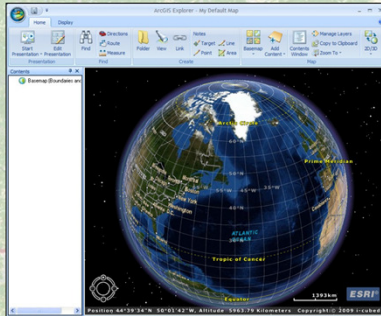 ArcGIS Explorer - My Default Map
Home Display
Start Presentation
Edit Presentation
Find
Directions
Route
Measure
Folder
View
Link
Notes
Target
Line
Point
Area
Basemap
Add Content
Contents Window
Manage Layers
Copy to Clipboard
Zoom To
2D/3D
Presentation Find Create Map
Contents
Basemap (Boundaries and
Arctic Circle
Prime Meridian
ATLANTIC
OCEAN
Tropic of Cancer
Equator
1393km
ESRI
Position 44°39'34"N 50°01'42"W, Altitude 5963.79 Kilometers Copyright:© 2009 i-cubed